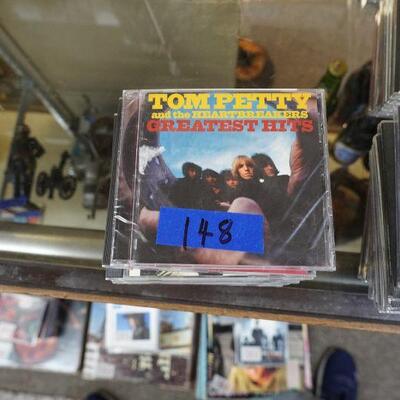 TOM PETTY
and the HEARTBREAKERS
GREATEST HITS
148